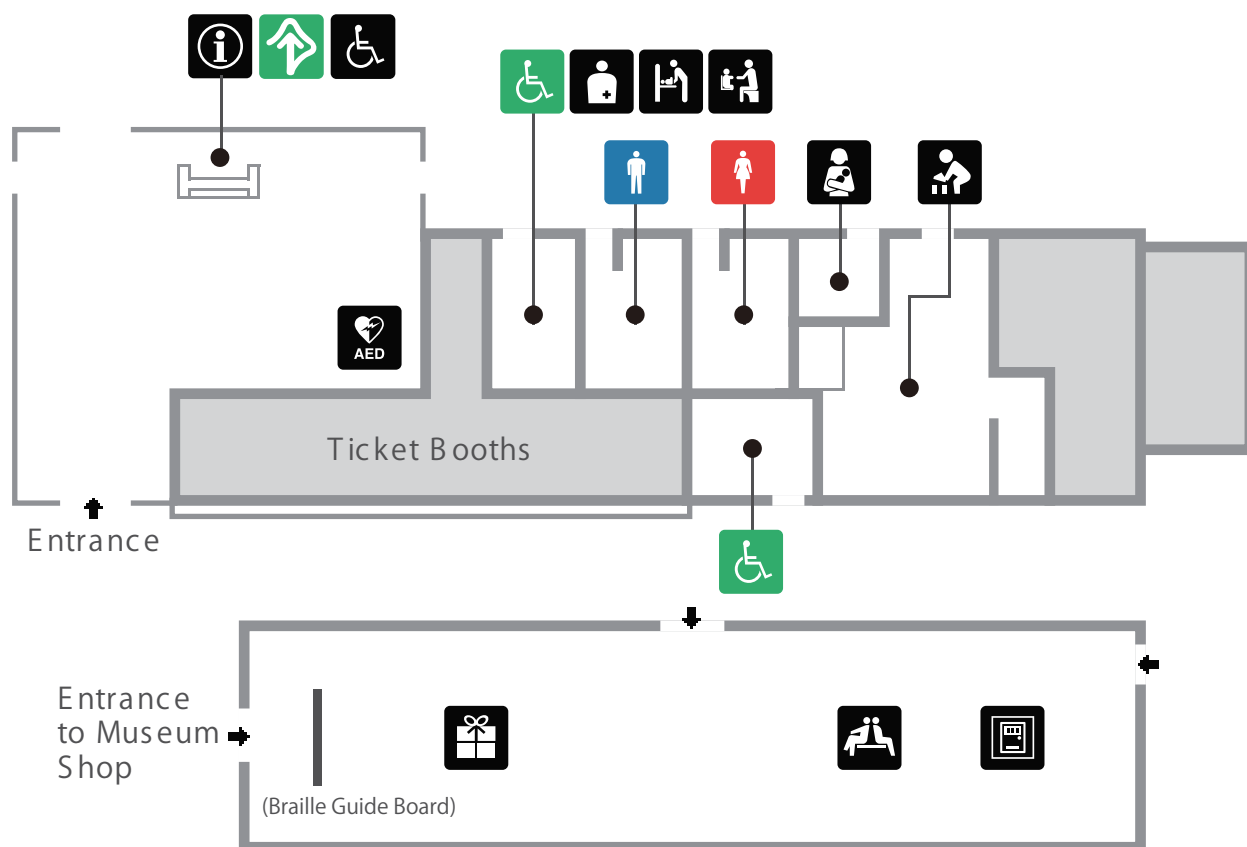 AED
Ticket Booths
Entrance
Entrance
to Museum
Shop
(Braille Guide Board)